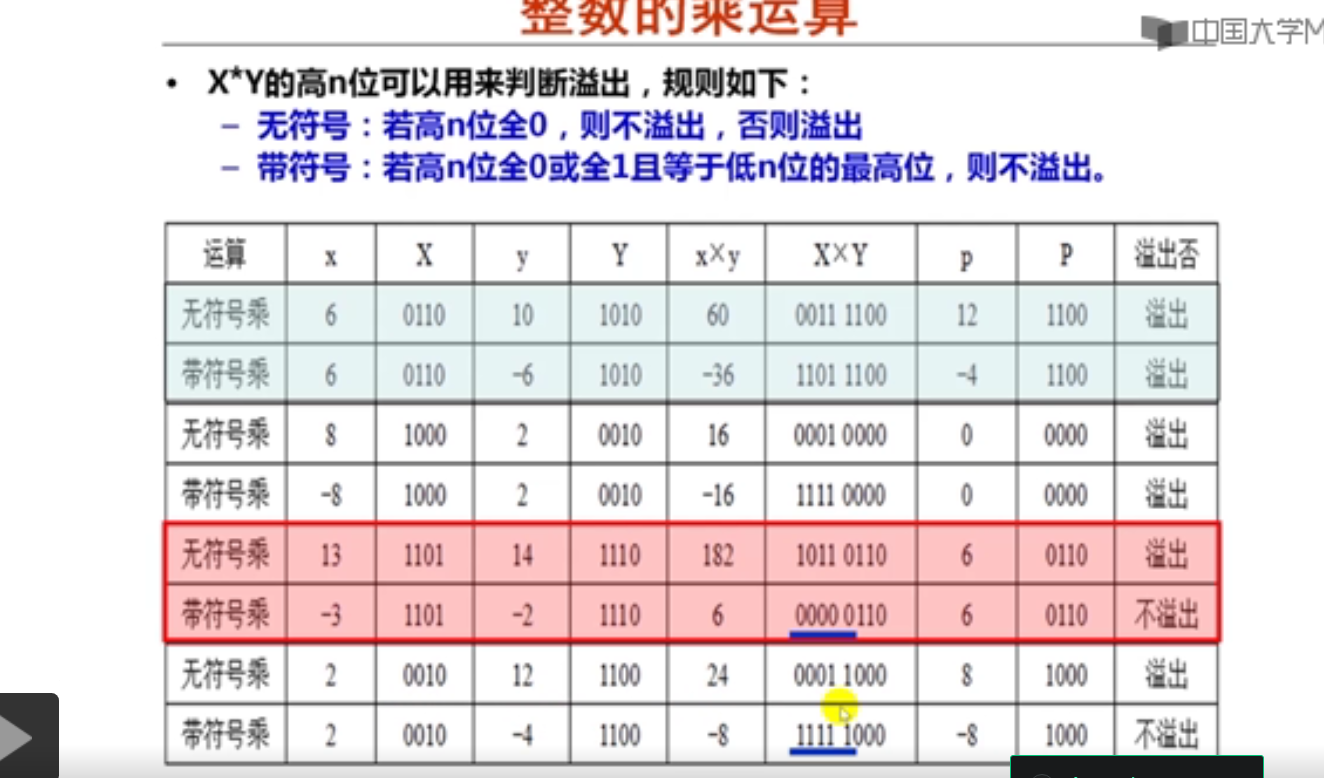 整数的乘运算
中国大学M
• X*Y的高n位可以用来判断溢出，规则如下：
– 无符号：若高n位全0，则不溢出，否则溢出
– 带符号：若高n位全0或全1且等于低n位的最高位，则不溢出。
运算 x X y Y x×y X×Y p P 溢出否
无符号乘 6 0110 10 1010 60 0011 1100 12 1100 溢出
带符号乘 6 0110 -6 1010 -36 1101 1100 -4 1100 溢出
无符号乘 8 1000 2 0010 16 0001 0000 0 0000 溢出
带符号乘 -8 1000 2 0010 -16 1111 0000 0 0000 溢出
无符号乘 13 1101 14 1110 182 1011 0110 6 0110 溢出
带符号乘 -3 1101 -2 1110 6 0000 0110 6 0110 不溢出
无符号乘 2 0010 12 1100 24 0001 1000 8 1000 溢出
带符号乘 2 0010 -4 1100 -8 1111 1000 -8 1000 不溢出